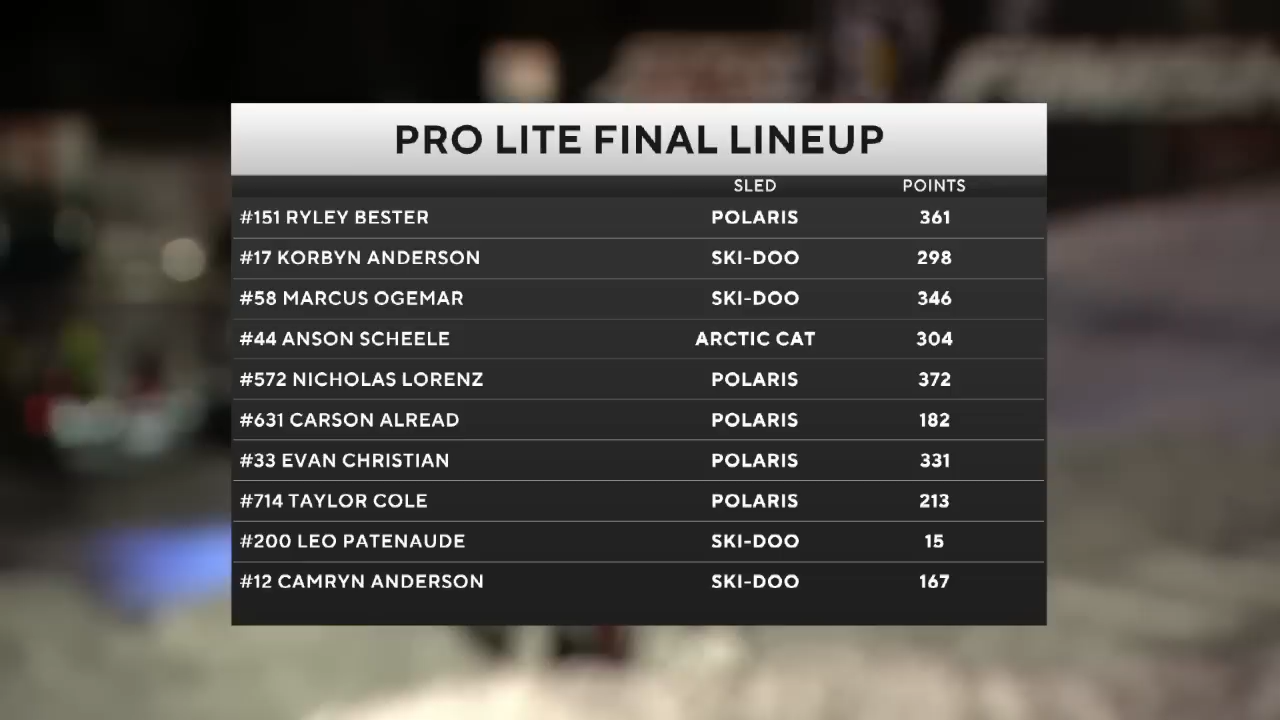 PRO LITE FINAL LINEUP
SLED POINTS
#151 RYLEY BESTER POLARIS 361
#17 KORBYN ANDERSON SKI-DOO 298
#58 MARCUS OGEMAR SKI-DOO 346
#44 ANSON SCHEELE ARCTIC CAT 304
#572 NICHOLAS LORENZ POLARIS 372
#631 CARSON ALREAD POLARIS 182
#33 EVAN CHRISTIAN POLARIS 331
#714 TAYLOR COLE POLARIS 213
#200 LEO PATENAUDE SKI-DOO 15
#12 CAMRYN ANDERSON SKI-DOO 167